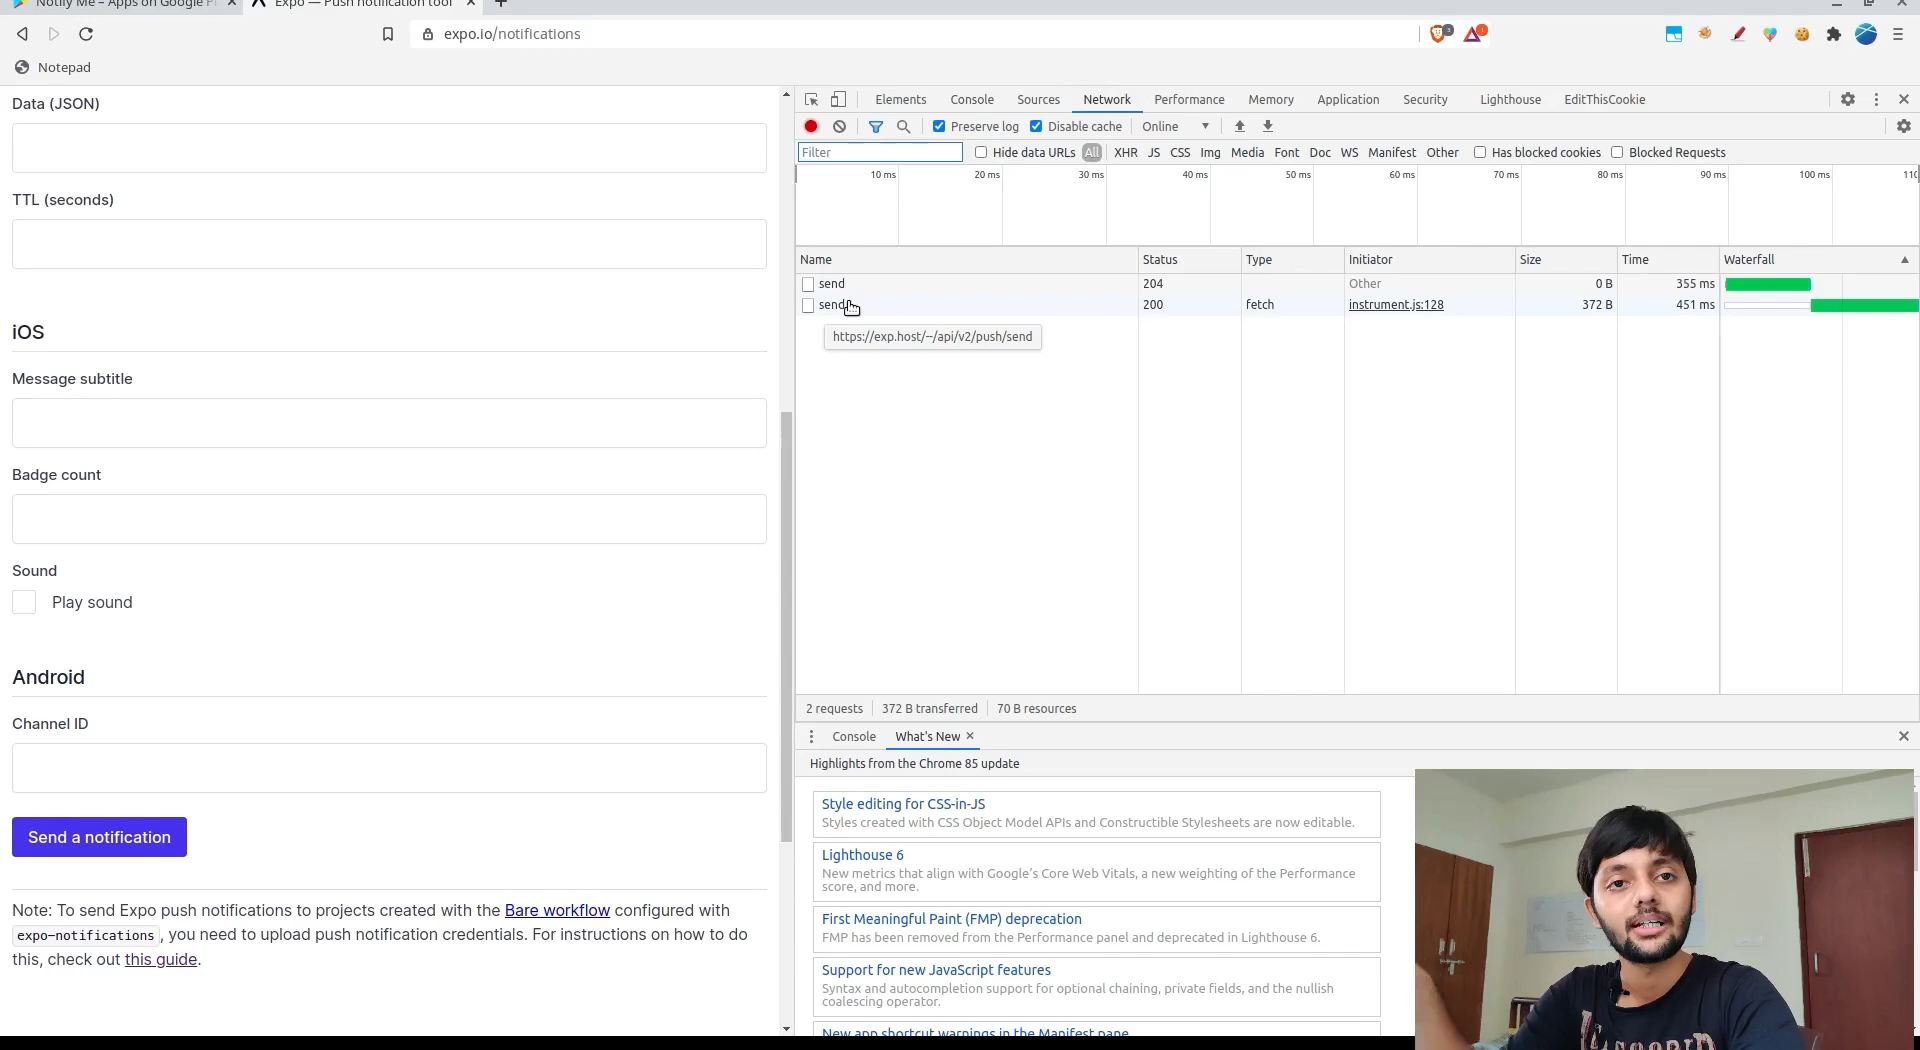 Notify Me – Apps on Google P
Expo — Push notification tool
expo.io/notifications
Notepad
Data (JSON)
TTL (seconds)
iOS
Message subtitle
Badge count
Sound
Play sound
Android
Channel ID
Send a notification
Note: To send Expo push notifications to projects created with the Bare workflow configured with
expo-notifications, you need to upload push notification credentials. For instructions on how to do
this, check out this guide.
Elements Console Sources Network Performance Memory Application Security Lighthouse EditThisCookie
Preserve log Disable cache Online
Filter Hide data URLs All XHR JS CSS Img Media Font Doc WS Manifest Other Has blocked cookies Blocked Requests
10 ms 20 ms 30 ms 40 ms 50 ms 60 ms 70 ms 80 ms 90 ms 100 ms 110
Name Status Type Initiator Size Time Waterfall
send 204 Other 0 B 355 ms
send 200 fetch instrument.js:128 372 B 451 ms
https://exp.host/--/api/v2/push/send
2 requests 372 B transferred 70 B resources
Console What's New
Highlights from the Chrome 85 update
Style editing for CSS-in-JS
Styles created with CSS Object Model APIs and Constructible Stylesheets are now editable.
Lighthouse 6
New metrics that align with Google's Core Web Vitals, a new weighting of the Performance
score, and more.
First Meaningful Paint (FMP) deprecation
FMP has been removed from the Performance panel and deprecated in Lighthouse 6.
Support for new JavaScript features
Syntax and autocompletion support for optional chaining, private fields, and the nullish
coalescing operator.
New app shortcut warnings in the Manifest pane